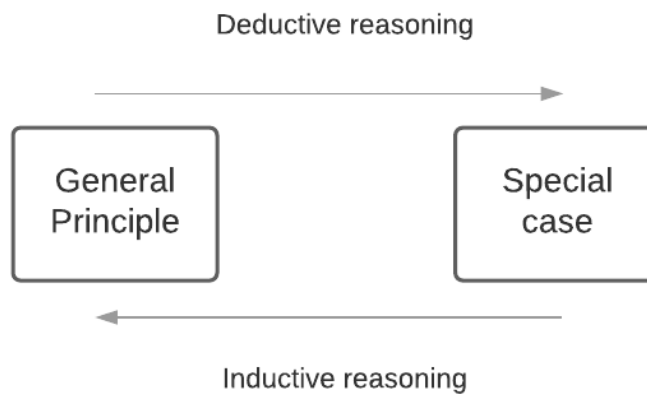 Deductive reasoning
General
Principle
Special
case
Inductive reasoning